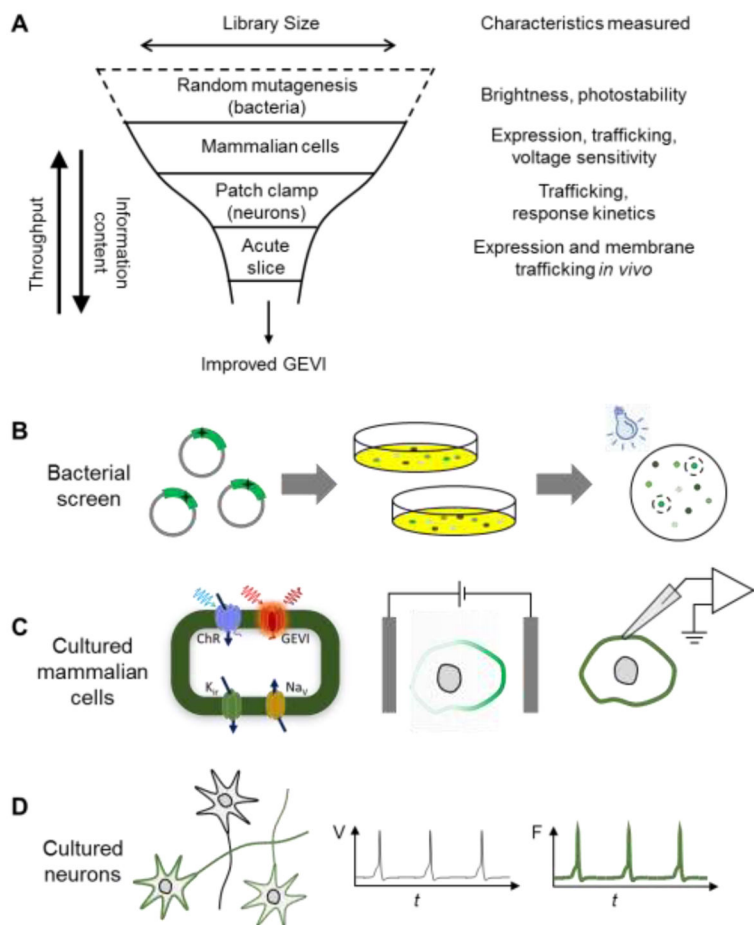 A
Library Size
Characteristics measured
Random mutagenesis
(bacteria)
Brightness, photostability
Mammalian cells
Expression, trafficking,
voltage sensitivity
Patch clamp
(neurons)
Trafficking,
response kinetics
Acute
slice
Expression and membrane
trafficking in vivo
Throughput
Information
content
Improved GEVI
B
Bacterial
screen
C
Cultured
mammalian
cells
ChR
GEVI
Kir
Nav
D
Cultured
neurons
V
t
F
t